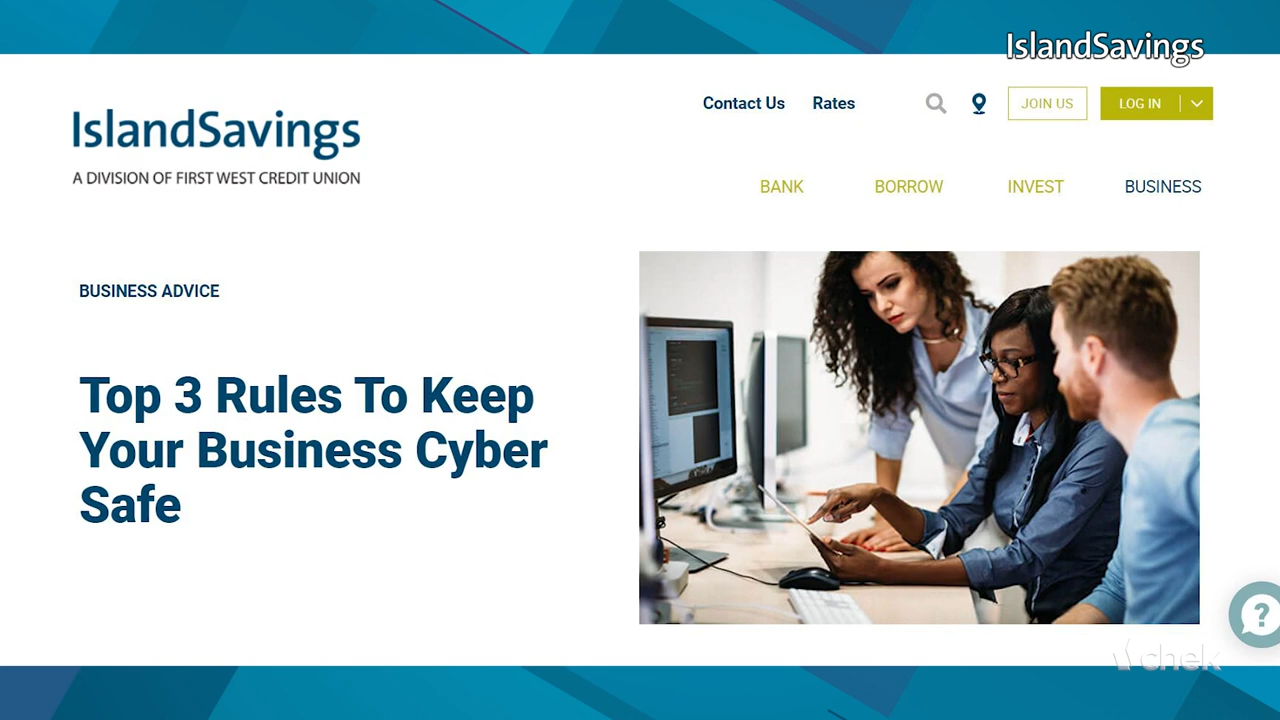 IslandSavings
IslandSavings
A DIVISION OF FIRST WEST CREDIT UNION
Contact Us
Rates
JOIN US
LOG IN
BANK
BORROW
INVEST
BUSINESS
BUSINESS ADVICE
Top 3 Rules To Keep
Your Business Cyber
Safe
?
chek